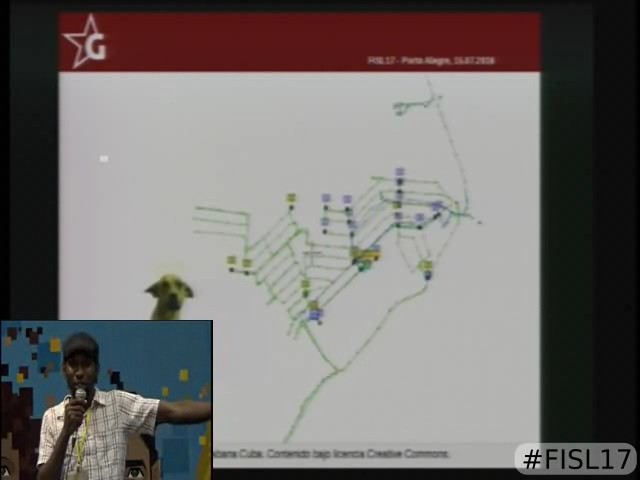 G
FISL17 - Porto Alegre, 15.07.2016
Cuba. Contenido bajo licencia Creative Commons.
#FISL17